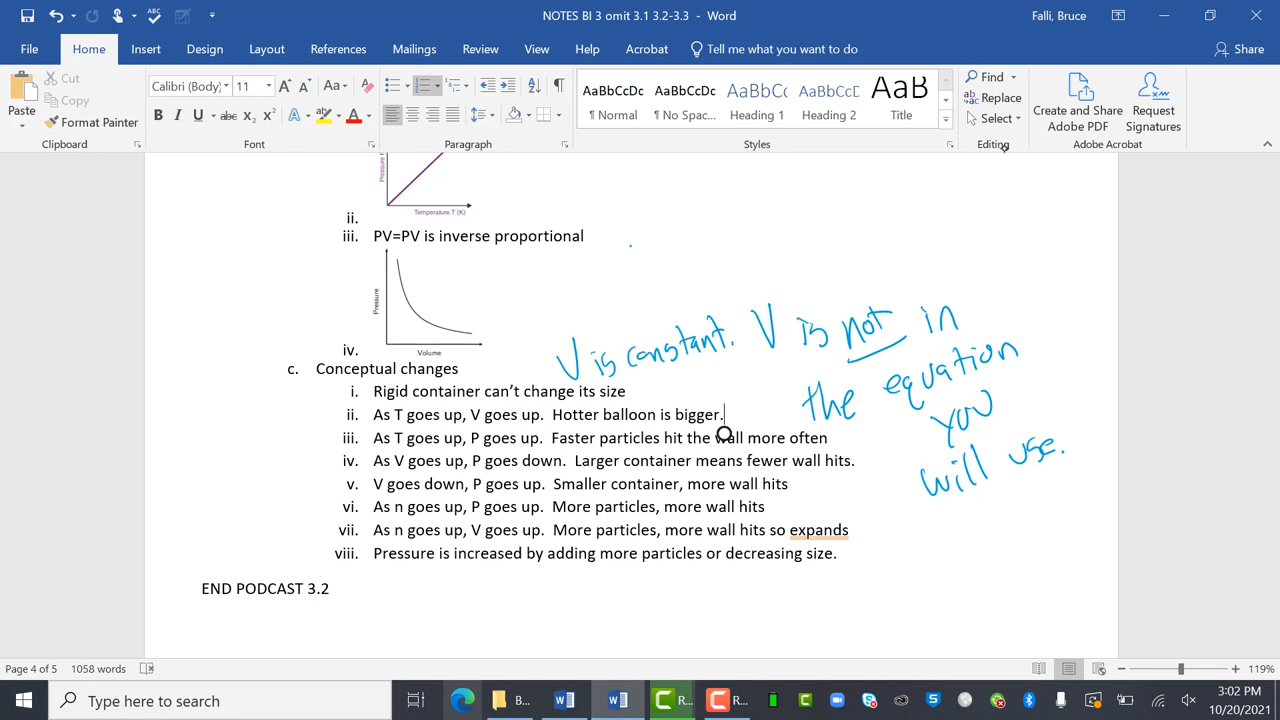 NOTES BI 3 omit 3.1 3.2-3.3 - Word
Falli, Bruce
File Home Insert Design Layout References Mailings Review View Help Acrobat Tell me what you want to do Share
Paste
Cut
Copy
Format Painter
Clipboard
Calibri (Body) 11
Aa
B I U abc X₂ X² A A
Font
Paragraph
AaBbCcDc AaBbCcDc AaBbCc AaBbCcD AaB
¶ Normal ¶ No Spac... Heading 1 Heading 2 Title
Styles
Find
Replace
Select
Editing
Create and Share Adobe PDF
Request Signatures
Adobe Acrobat
Pressure P
Temperature T (K)
ii.
iii. PV=PV is inverse proportional
Pressure
Volume
iv.
V is constant. V is not in
the equation
you
will use.
c. Conceptual changes
i. Rigid container can't change its size
ii. As T goes up, V goes up. Hotter balloon is bigger.
iii. As T goes up, P goes up. Faster particles hit the wall more often
iv. As V goes up, P goes down. Larger container means fewer wall hits.
v. V goes down, P goes up. Smaller container, more wall hits
vi. As n goes up, P goes up. More particles, more wall hits
vii. As n goes up, V goes up. More particles, more wall hits so expands
viii. Pressure is increased by adding more particles or decreasing size.
END PODCAST 3.2
Page 4 of 5 1058 words
119%
Type here to search
B... R... R...
3:02 PM
10/20/2021